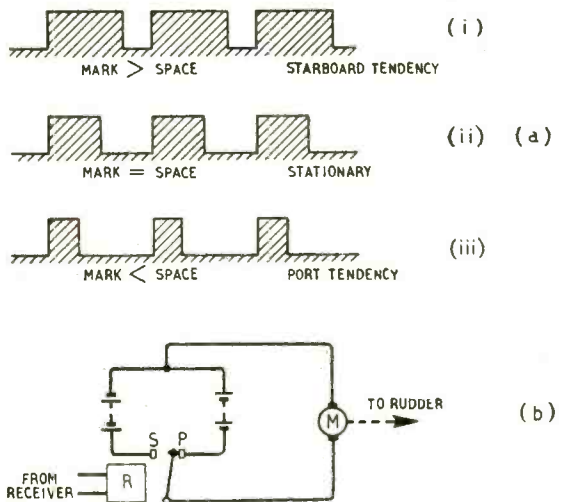 (i)
MARK > SPACE STARBOARD TENDENCY
(ii) (a)
MARK = SPACE STATIONARY
(iii)
MARK < SPACE PORT TENDENCY
S P
M
TO RUDDER
(b)
FROM
RECEIVER
R